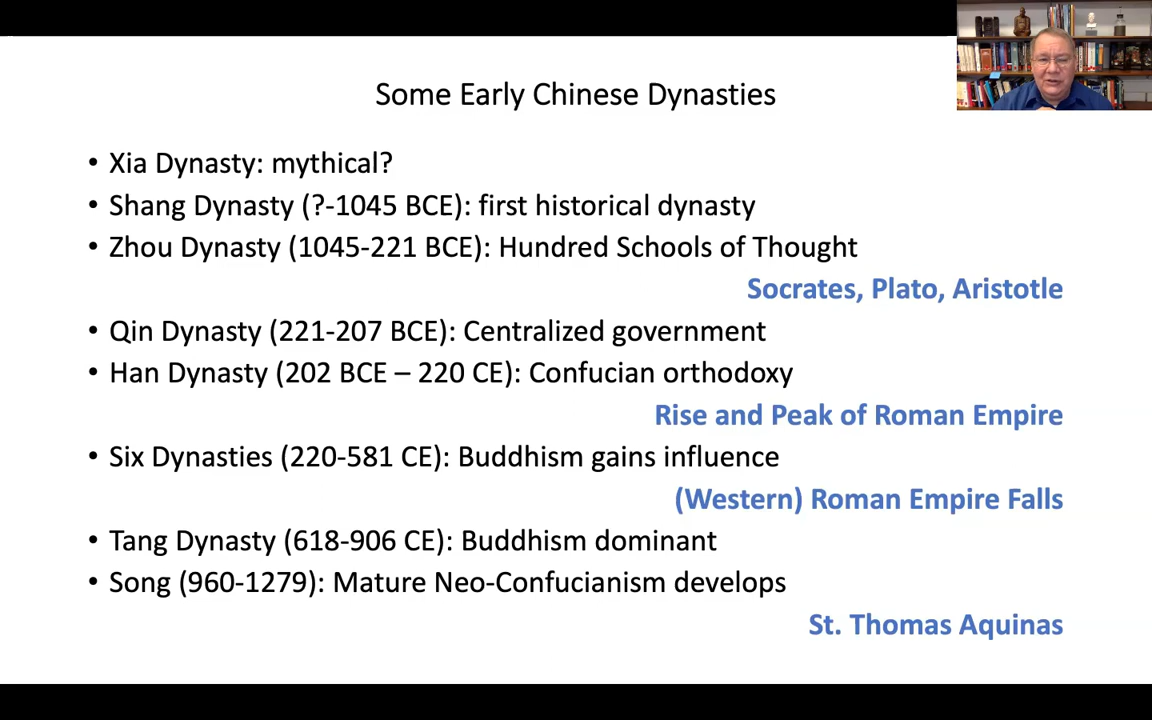 Some Early Chinese Dynasties
• Xia Dynasty: mythical?
• Shang Dynasty (?-1045 BCE): first historical dynasty
• Zhou Dynasty (1045-221 BCE): Hundred Schools of Thought
Socrates, Plato, Aristotle
• Qin Dynasty (221-207 BCE): Centralized government
• Han Dynasty (202 BCE – 220 CE): Confucian orthodoxy
Rise and Peak of Roman Empire
• Six Dynasties (220-581 CE): Buddhism gains influence
(Western) Roman Empire Falls
• Tang Dynasty (618-906 CE): Buddhism dominant
• Song (960-1279): Mature Neo-Confucianism develops
St. Thomas Aquinas